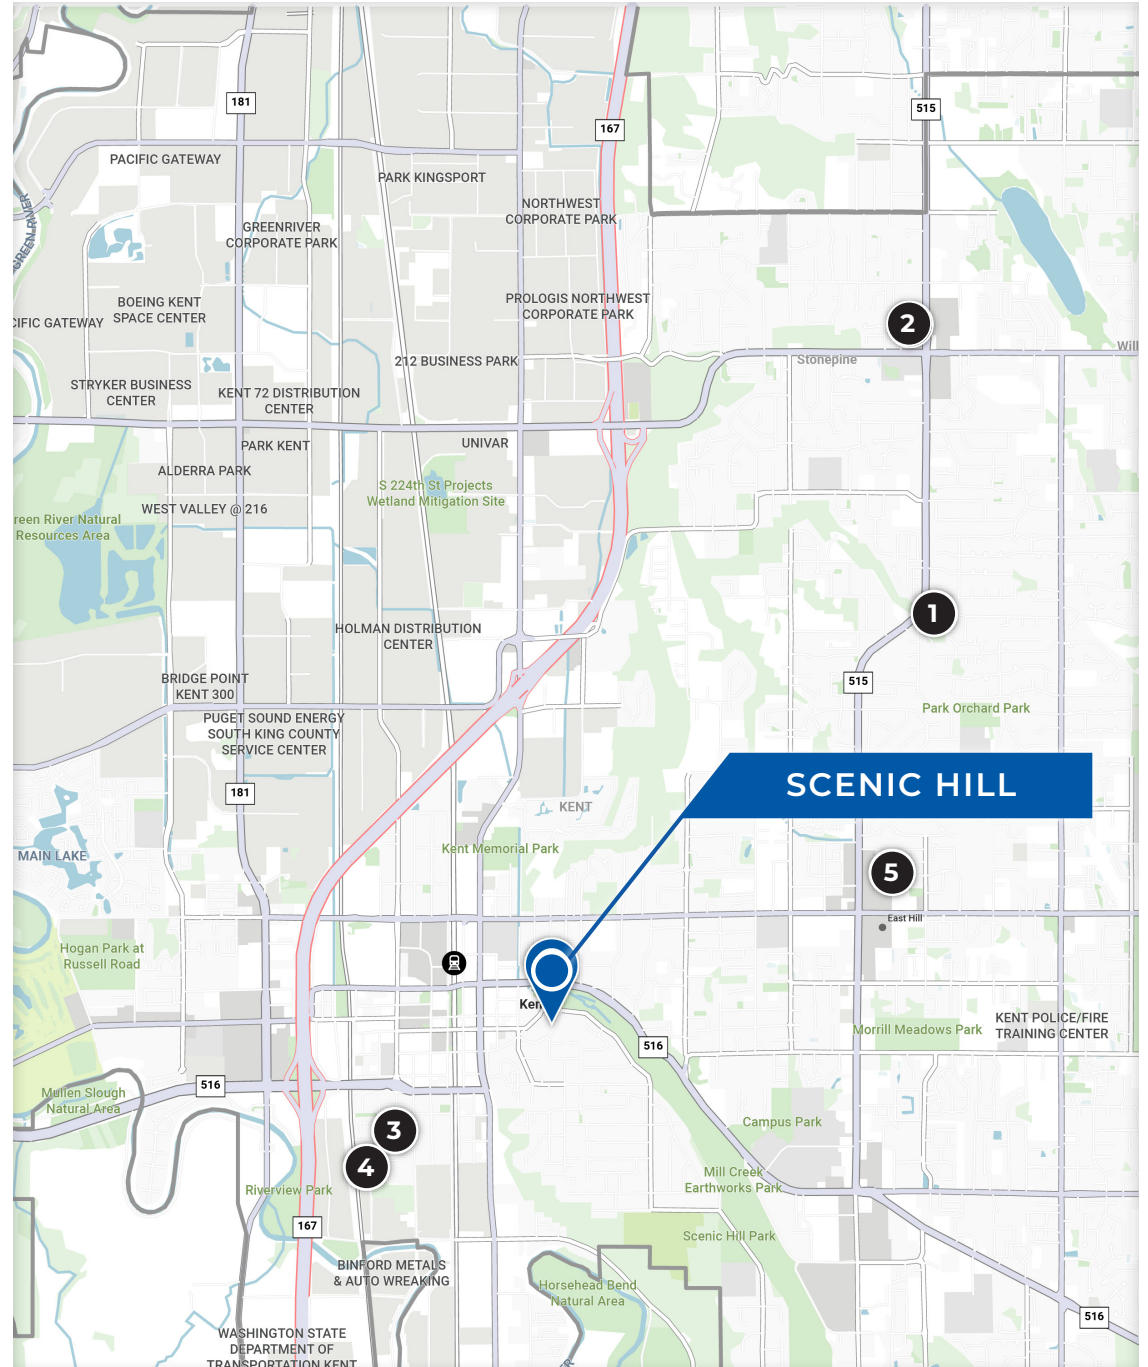 181
515
167
PACIFIC GATEWAY
PARK KINGSPORT
NORTHWEST
CORPORATE PARK
GREENRIVER
CORPORATE PARK
GREEN RIVER
BOEING KENT
SPACE CENTER
PROLOGIS NORTHWEST
CORPORATE PARK
CIFIC GATEWAY
2
Will
212 BUSINESS PARK
Stonepine
STRYKER BUSINESS
CENTER
KENT 72 DISTRIBUTION
CENTER
PARK KENT
UNIVAR
ALDERRA PARK
S 224th St Projects
Wetland Mitigation Site
WEST VALLEY @ 216
reen River Natural
Resources Area
1
HOLMAN DISTRIBUTION
CENTER
BRIDGE POINT
KENT 300
515
Park Orchard Park
PUGET SOUND ENERGY
SOUTH KING COUNTY
SERVICE CENTER
SCENIC HILL
181
KENT
Kent Memorial Park
MAIN LAKE
5
East Hill
Hogan Park at
Russell Road
Ken
KENT POLICE/FIRE
TRAINING CENTER
Morrill Meadows Park
516
516
Mullen Slough
Natural Area
3
Campus Park
4
Mill Creek
Earthworks Park
Riverview Park
167
Scenic Hill Park
BINFORD METALS
& AUTO WREAKING
Horsehead Bend
Natural Area
516
WASHINGTON STATE
DEPARTMENT OF
TRANSPORTATION KENT